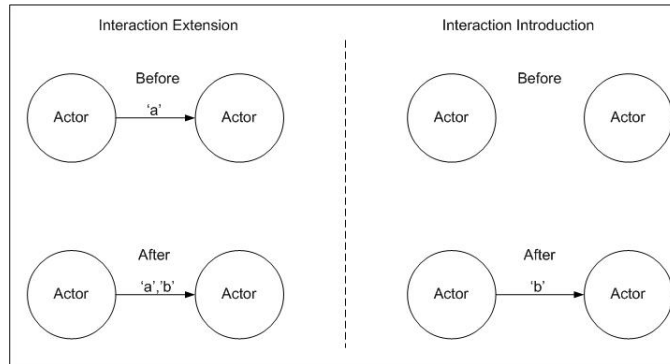 Interaction Extension
Before
Actor
'a'
Actor
After
Actor
'a','b'
Actor
Interaction Introduction
Before
Actor
Actor
After
Actor
'b'
Actor